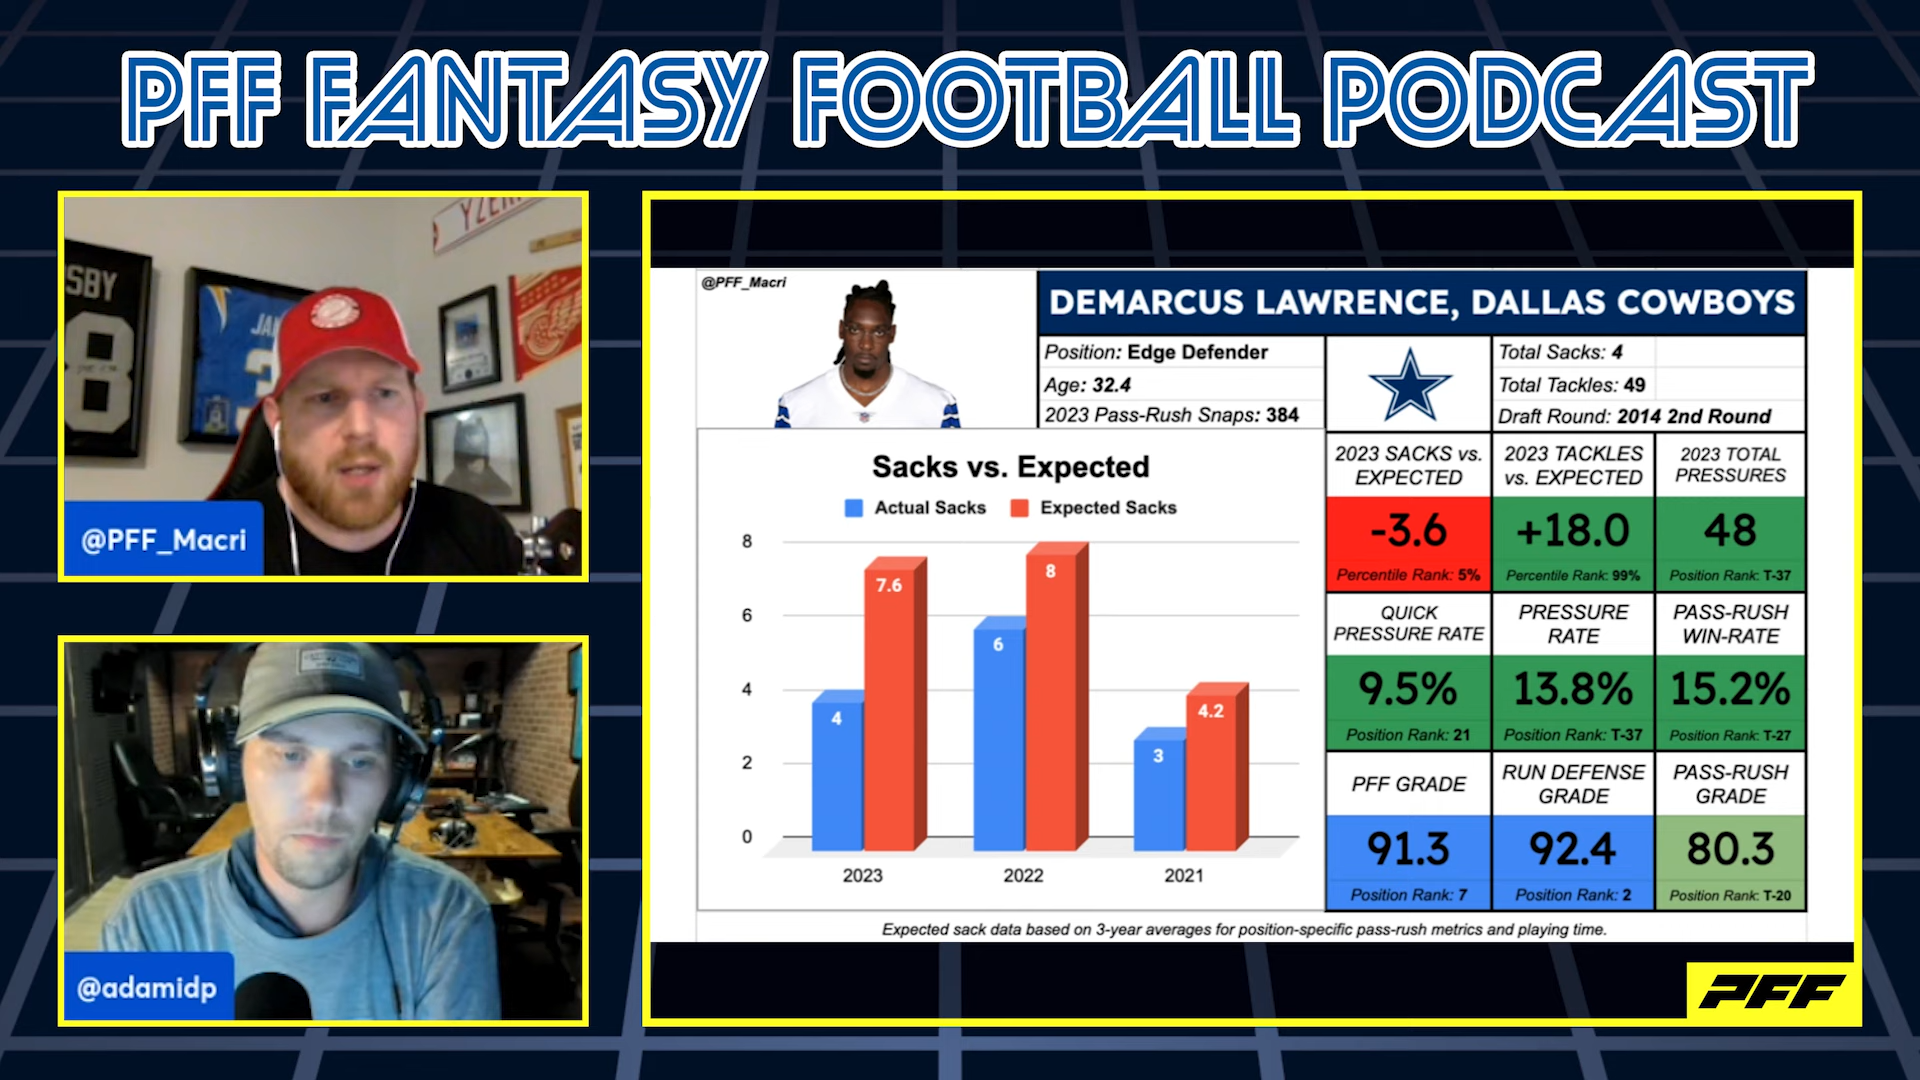 PFF FANTASY FOOTBALL PODCAST
SBY
8
JA
YZER
@PFF_Macri
@adamidp
@PFF_Macri
DEMARCUS LAWRENCE, DALLAS COWBOYS
Position: Edge Defender
Age: 32.4
2023 Pass-Rush Snaps: 384
Total Sacks: 4
Total Tackles: 49
Draft Round: 2014 2nd Round
Sacks vs. Expected
Actual Sacks
Expected Sacks
8
6
4
2
0
4
7.6
6
8
3
4.2
2023
2022
2021
2023 SACKS vs. EXPECTED
-3.6
Percentile Rank: 5%
2023 TACKLES vs. EXPECTED
+18.0
Percentile Rank: 99%
2023 TOTAL PRESSURES
48
Position Rank: T-37
QUICK PRESSURE RATE
9.5%
Position Rank: 21
PRESSURE RATE
13.8%
Position Rank: T-37
PASS-RUSH WIN-RATE
15.2%
Position Rank: T-27
PFF GRADE
91.3
Position Rank: 7
RUN DEFENSE GRADE
92.4
Position Rank: 2
PASS-RUSH GRADE
80.3
Position Rank: T-20
Expected sack data based on 3-year averages for position-specific pass-rush metrics and playing time.
PFF